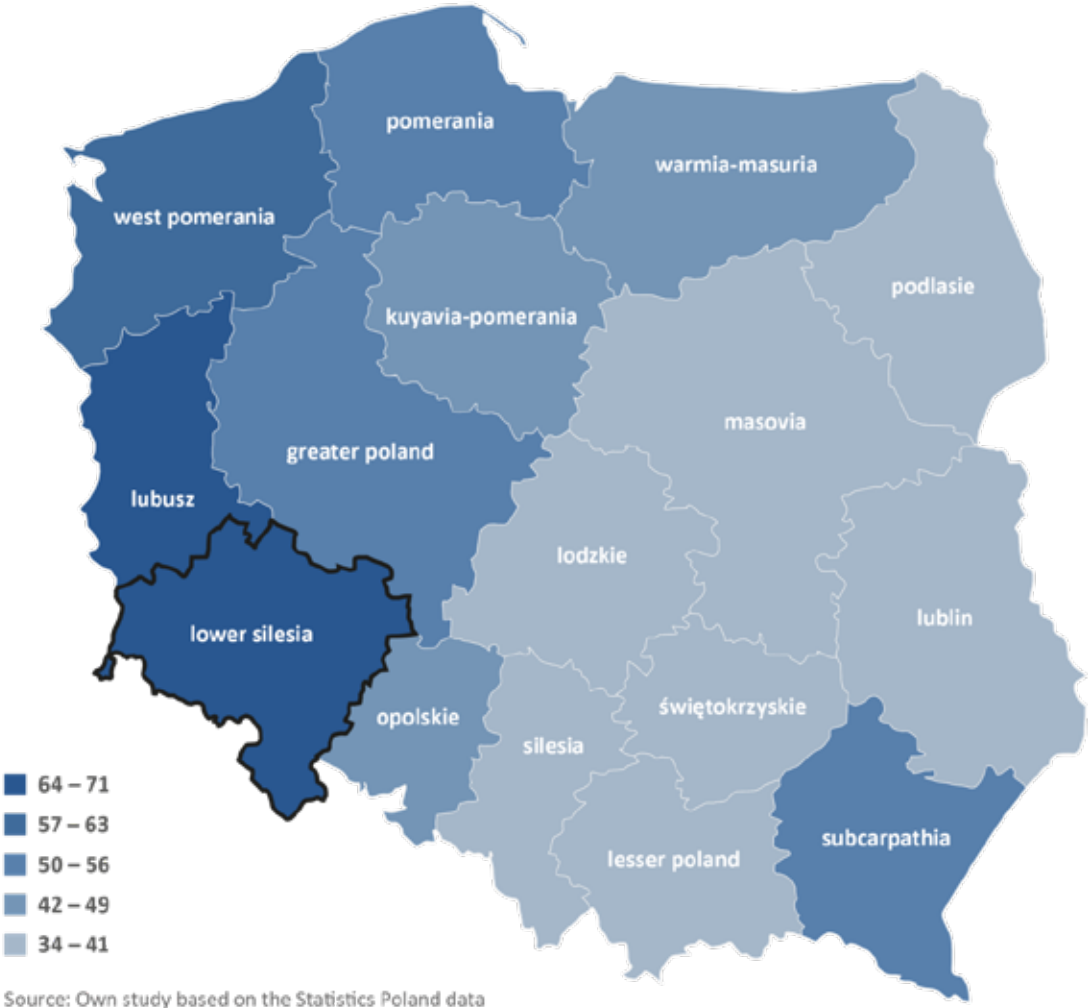 pomerania
warmia-masuria
west pomerania
podlasie
kuyavia-pomerania
masovia
greater poland
lubusz
lodzkie
lublin
lower silesia
świętokrzyskie
opolskie
silesia
subcarpathia
lesser poland
64 – 71
57 – 63
50 – 56
42 – 49
34 – 41
Source: Own study based on the Statistics Poland data